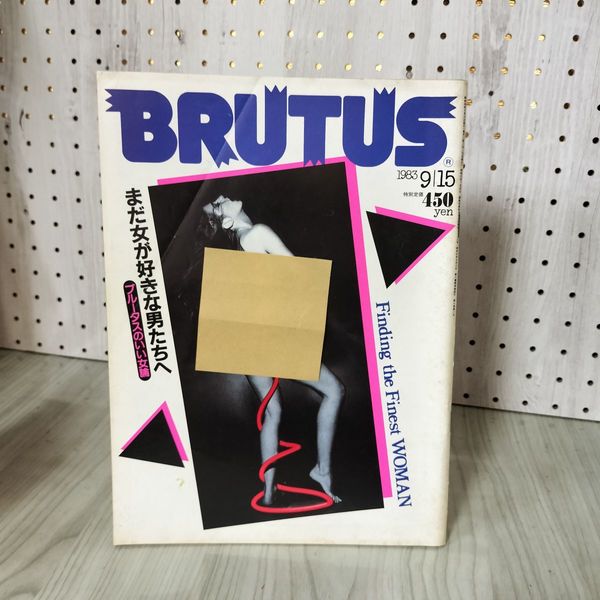 BRUTUS
®
1983 9|15
特別定価 450
yen
まだ女が好きな男たちへ
ブルータスのいい女論
Finding the Finest WOMAN